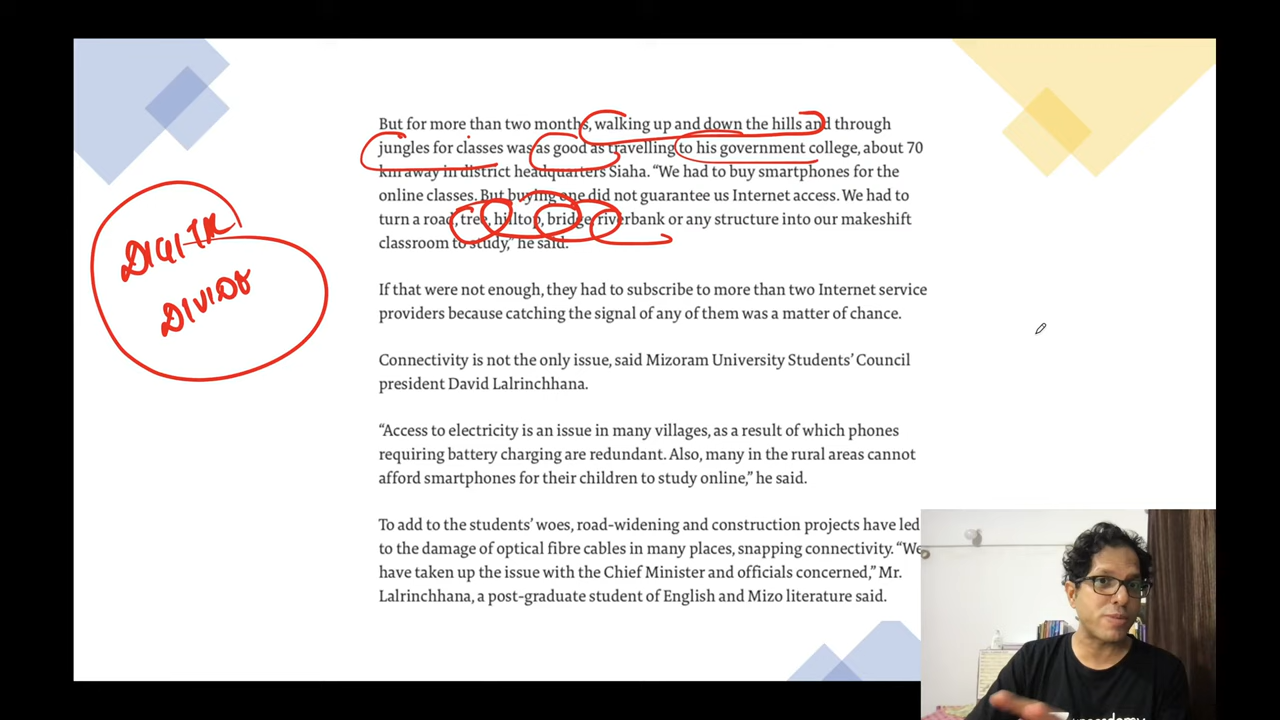 But for more than two months, walking up and down the hills and through
jungles for classes was as good as travelling to his government college, about 70
km away in district headquarters Siaha. “We had to buy smartphones for the
online classes. But buying one did not guarantee us Internet access. We had to
turn a road, tree, hilltop, bridge riverbank or any structure into our makeshift
classroom to study,” he said.
If that were not enough, they had to subscribe to more than two Internet service
providers because catching the signal of any of them was a matter of chance.
Connectivity is not the only issue, said Mizoram University Students’ Council
president David Lalrinchhana.
“Access to electricity is an issue in many villages, as a result of which phones
requiring battery charging are redundant. Also, many in the rural areas cannot
afford smartphones for their children to study online,” he said.
To add to the students’ woes, road-widening and construction projects have led
to the damage of optical fibre cables in many places, snapping connectivity. “We
have taken up the issue with the Chief Minister and officials concerned,” Mr.
Lalrinchhana, a post-graduate student of English and Mizo literature said.
DIGITAL
DIVIDE